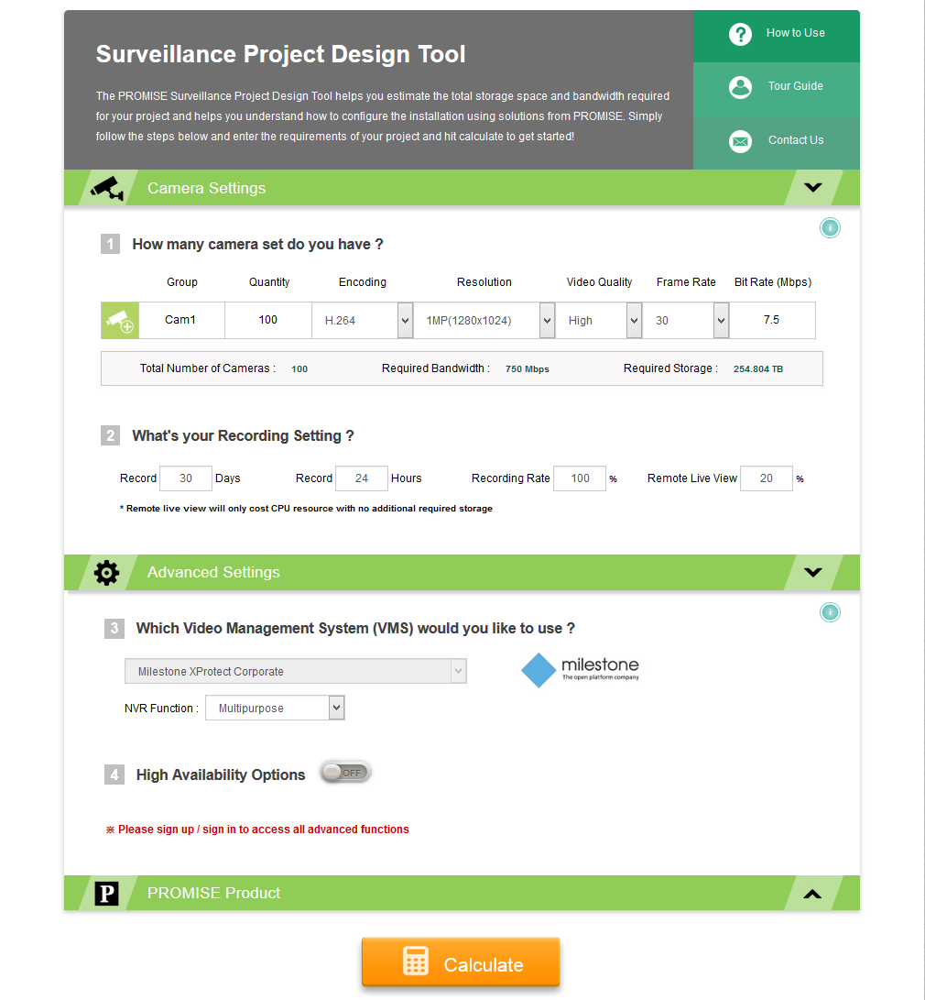 Surveillance Project Design Tool
The PROMISE Surveillance Project Design Tool helps you estimate the total storage space and bandwidth required
for your project and helps you understand how to configure the installation using solutions from PROMISE. Simply
follow the steps below and enter the requirements of your project and hit calculate to get started!
? How to Use
Tour Guide
Contact Us
Camera Settings
i
1 How many camera set do you have ?
Group Quantity Encoding Resolution Video Quality Frame Rate Bit Rate (Mbps)
Cam1 100 H.264 1MP(1280x1024) High 30 7.5
Total Number of Cameras : 100 Required Bandwidth : 750 Mbps Required Storage : 254.804 TB
2 What's your Recording Setting ?
Record 30 Days Record 24 Hours Recording Rate 100 % Remote Live View 20 %
* Remote live view will only cost CPU resource with no additional required storage
Advanced Settings
i
3 Which Video Management System (VMS) would you like to use ?
Milestone XProtect Corporate
milestone
The open platform company
NVR Function : Multipurpose
4 High Availability Options OFF
※ Please sign up / sign in to access all advanced functions
P PROMISE Product
Calculate